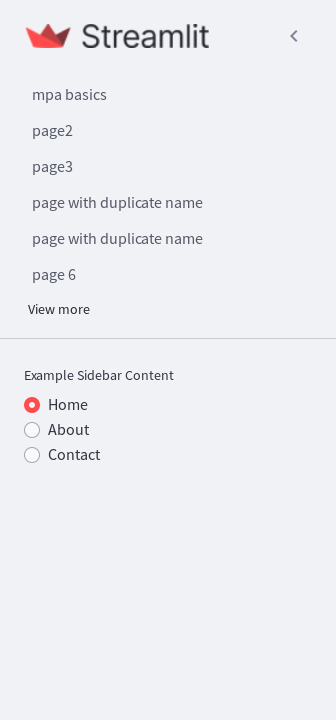 Streamlit
mpa basics
page2
page3
page with duplicate name
page with duplicate name
page 6
View more
Example Sidebar Content
Home
About
Contact